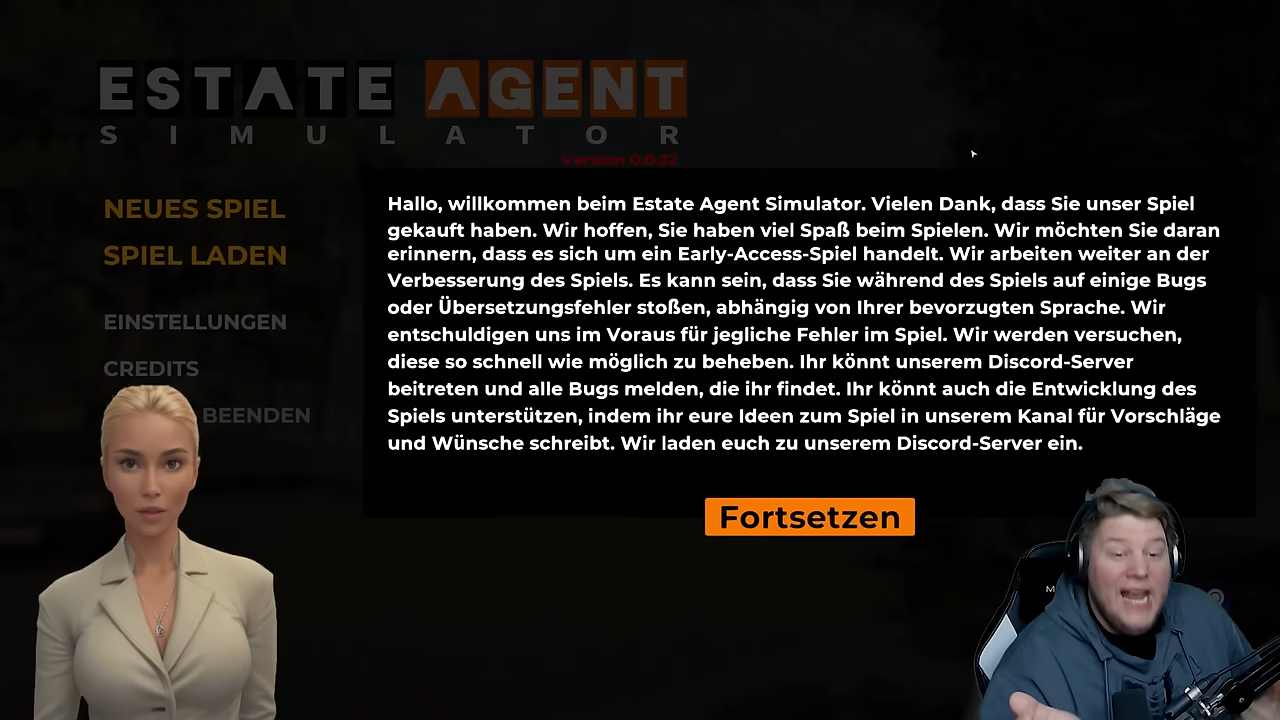 ESTATE AGENT
SIMULATOR
Version 0.0.22
NEUES SPIEL
SPIEL LADEN
EINSTELLUNGEN
CREDITS
BEENDEN
Hallo, willkommen beim Estate Agent Simulator. Vielen Dank, dass Sie unser Spiel
gekauft haben. Wir hoffen, Sie haben viel Spaß beim Spielen. Wir möchten Sie daran
erinnern, dass es sich um ein Early-Access-Spiel handelt. Wir arbeiten weiter an der
Verbesserung des Spiels. Es kann sein, dass Sie während des Spiels auf einige Bugs
oder Übersetzungsfehler stoßen, abhängig von Ihrer bevorzugten Sprache. Wir
entschuldigen uns im Voraus für jegliche Fehler im Spiel. Wir werden versuchen,
diese so schnell wie möglich zu beheben. Ihr könnt unserem Discord-Server
beitreten und alle Bugs melden, die ihr findet. Ihr könnt auch die Entwicklung des
Spiels unterstützen, indem ihr eure Ideen zum Spiel in unserem Kanal für Vorschläge
und Wünsche schreibt. Wir laden euch zu unserem Discord-Server ein.
Fortsetzen